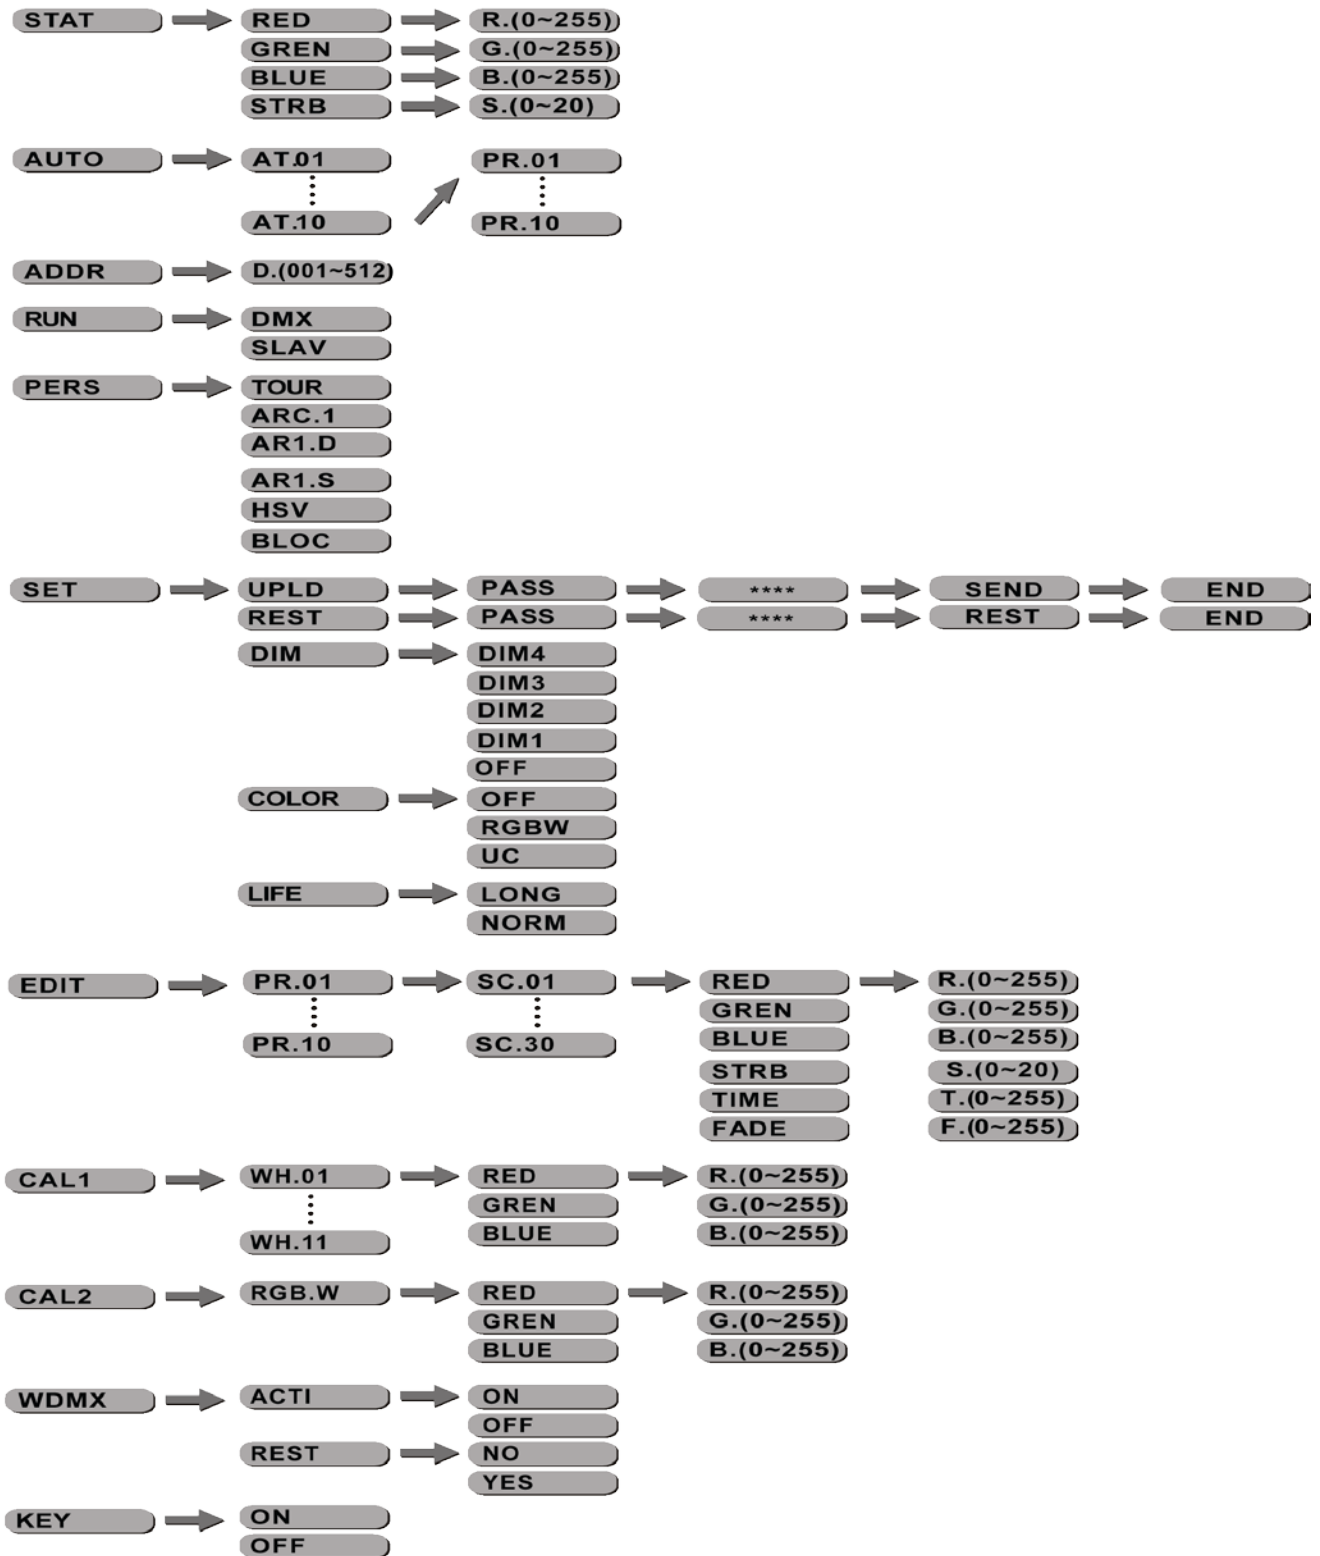 STAT RED R.(0~255)
GREN G.(0~255)
BLUE B.(0~255)
STRB S.(0~20)
AUTO AT.01 PR.01
AT.10 PR.10
ADDR D.(001~512)
RUN DMX
SLAV
PERS TOUR
ARC.1
AR1.D
AR1.S
HSV
BLOC
SET UPLD PASS **** SEND END
REST PASS **** REST END
DIM DIM4
DIM3
DIM2
DIM1
OFF
COLOR OFF
RGBW
UC
LIFE LONG
NORM
EDIT PR.01 SC.01 RED R.(0~255)
GREN G.(0~255)
PR.10 SC.30 BLUE B.(0~255)
STRB S.(0~20)
TIME T.(0~255)
FADE F.(0~255)
CAL1 WH.01 RED R.(0~255)
GREN G.(0~255)
WH.11 BLUE B.(0~255)
CAL2 RGB.W RED R.(0~255)
GREN G.(0~255)
BLUE B.(0~255)
WDMX ACTI ON
OFF
REST NO
YES
KEY ON
OFF